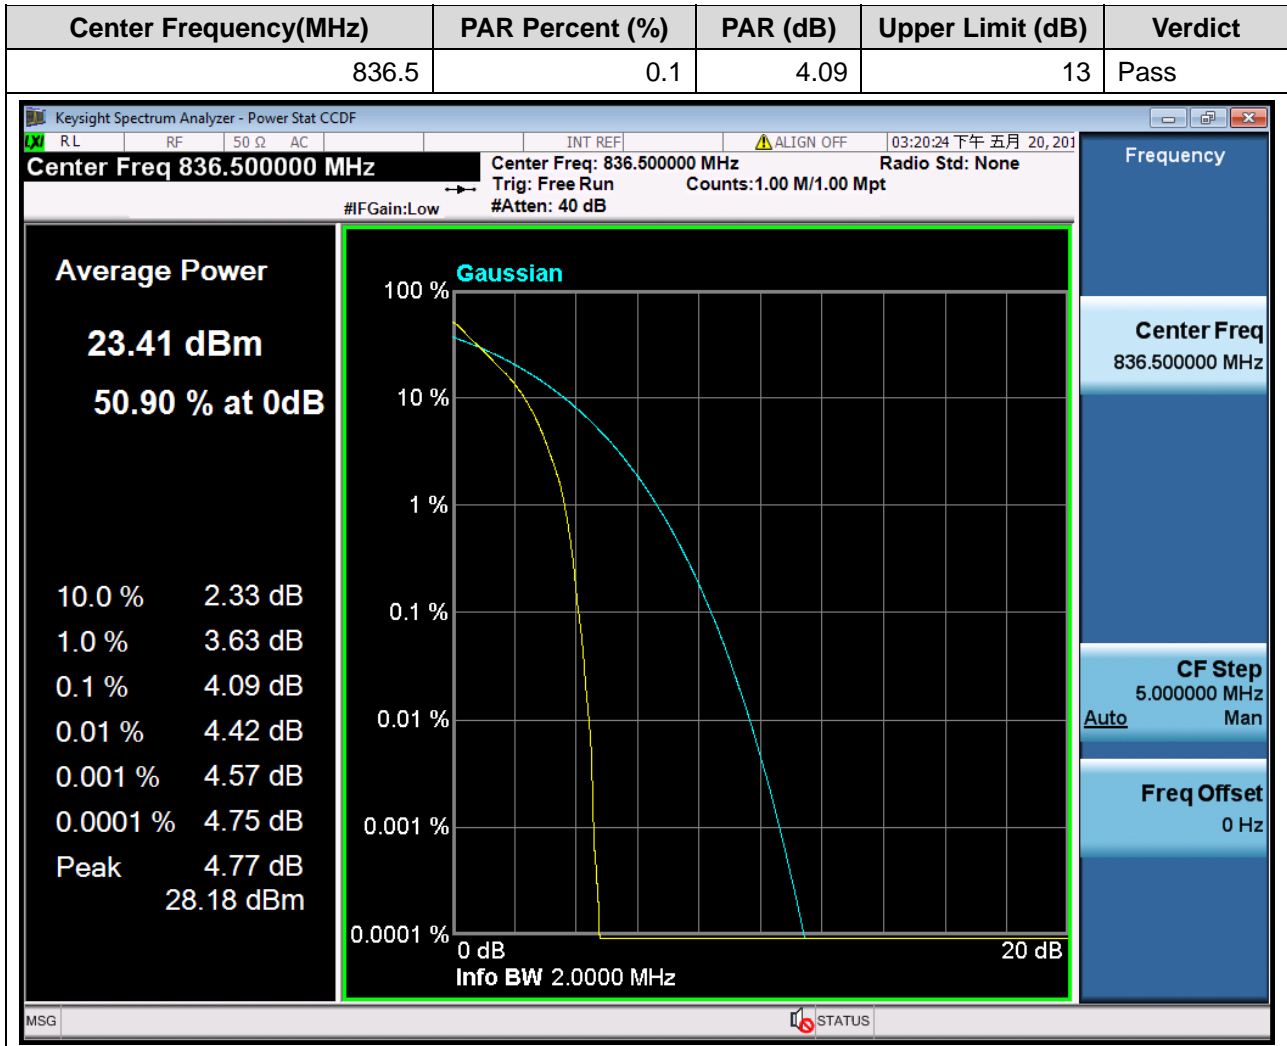 Center Frequency(MHz) PAR Percent (%) PAR (dB) Upper Limit (dB) Verdict
836.5 0.1 4.09 13 Pass
Keysight Spectrum Analyzer - Power Stat CCDF
LXI RL RF 50 Ω AC INT REF ALIGN OFF 03:20:24 下午 五月 20, 201
Center Freq 836.500000 MHz
Center Freq: 836.500000 MHz Radio Std: None
Trig: Free Run Counts:1.00 M/1.00 Mpt
#IFGain:Low #Atten: 40 dB
Average Power
23.41 dBm
50.90 % at 0dB
10.0 % 2.33 dB
1.0 % 3.63 dB
0.1 % 4.09 dB
0.01 % 4.42 dB
0.001 % 4.57 dB
0.0001 % 4.75 dB
Peak 4.77 dB
28.18 dBm
Gaussian
100 %
10 %
1 %
0.1 %
0.01 %
0.001 %
0.0001 %
0 dB 20 dB
Info BW 2.0000 MHz
Frequency
Center Freq
836.500000 MHz
CF Step
5.000000 MHz
Auto Man
Freq Offset
0 Hz
MSG STATUS